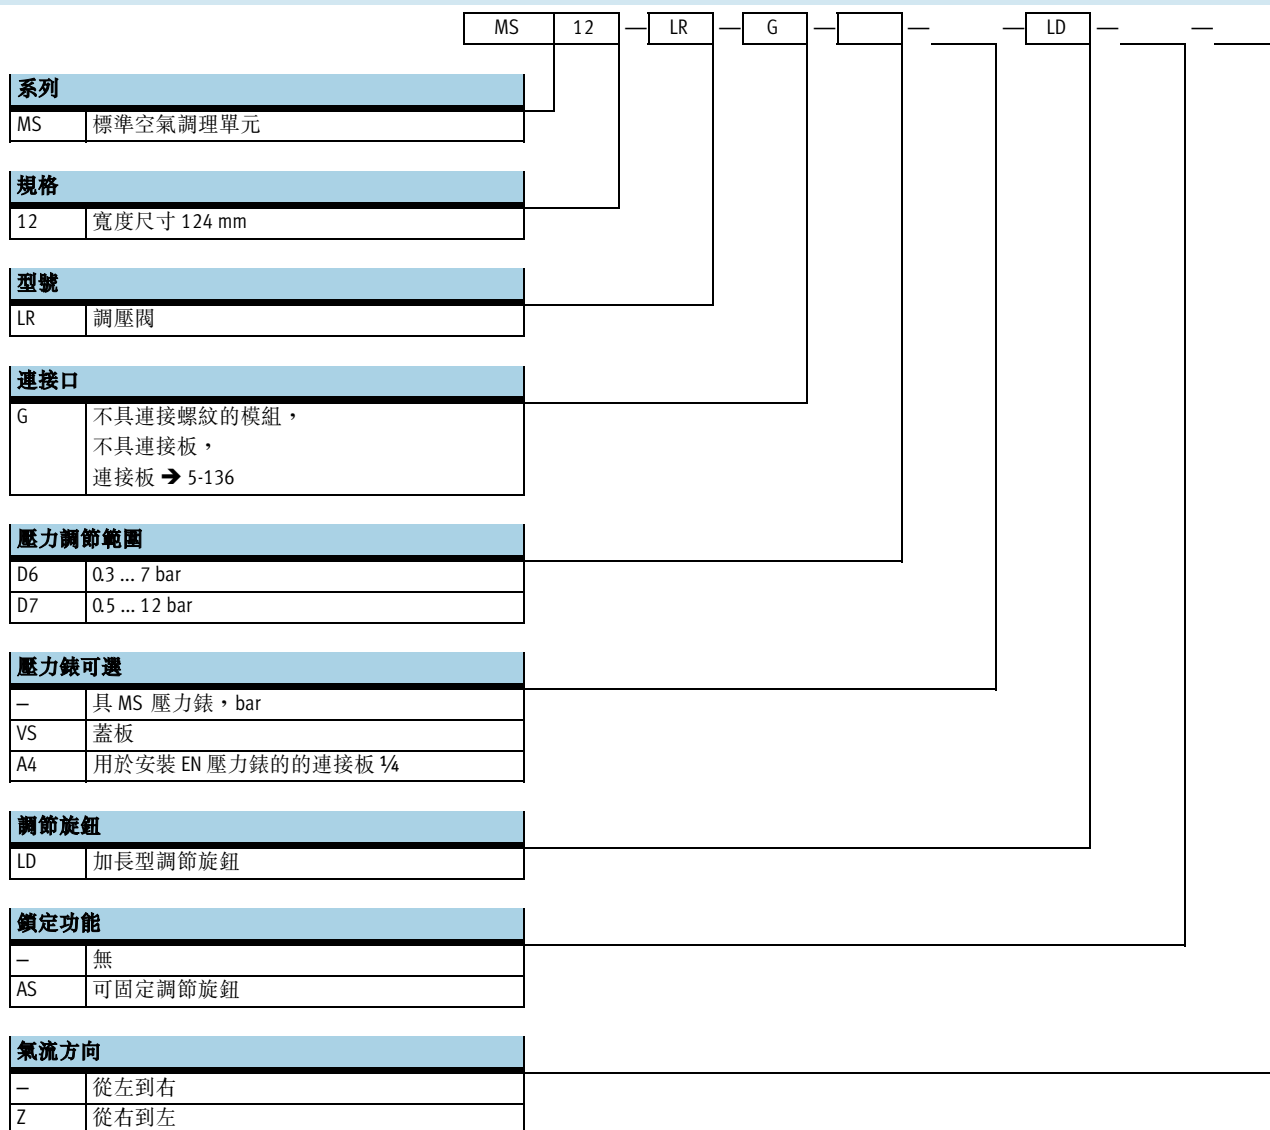 MS 12 — LR — G — — — LD — —
系列
MS 標準空氣調理單元
規格
12 寬度尺寸 124 mm
型號
LR 調壓閥
連接口
G 不具連接螺紋的模組，
不具連接板，
連接板 ➔ 5-136
壓力調節範圍
D6 0.3 ... 7 bar
D7 0.5 ... 12 bar
壓力錶可選
– 具 MS 壓力錶，bar
VS 蓋板
A4 用於安裝 EN 壓力錶的的連接板 ¼
調節旋鈕
LD 加長型調節旋鈕
鎖定功能
– 無
AS 可固定調節旋鈕
氣流方向
– 從左到右
Z 從右到左